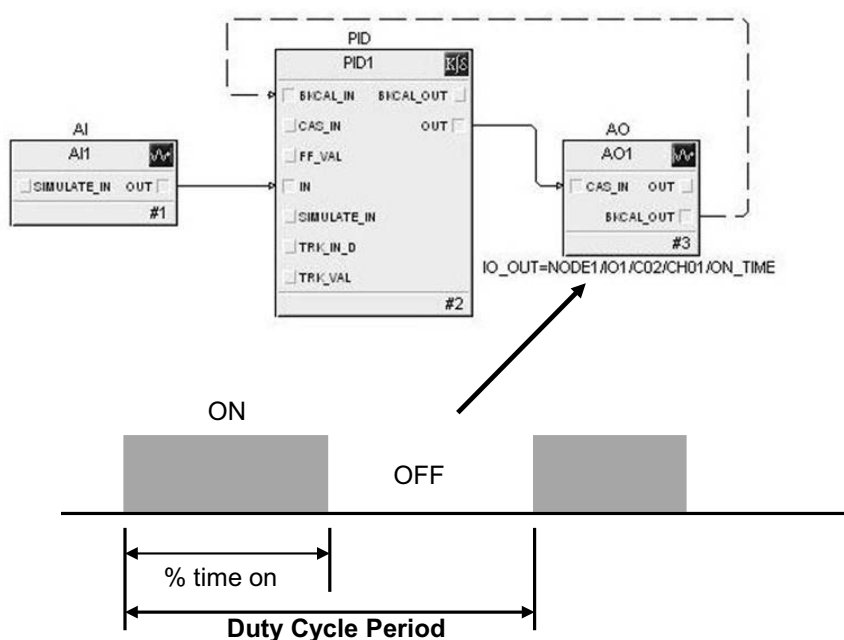 PID
PID1
BKCAL_IN BKCAL_OUT
CAS_IN OUT
FF_VAL
IN
SIMULATE_IN
TRK_IN_D
TRK_VAL
#2
AI
AI1
SIMULATE_IN OUT
#1
AO
AO1
CAS_IN OUT
BKCAL_OUT
#3
IO_OUT=NODE1/IO1/C02/CH01/ON_TIME
ON
OFF
% time on
Duty Cycle Period